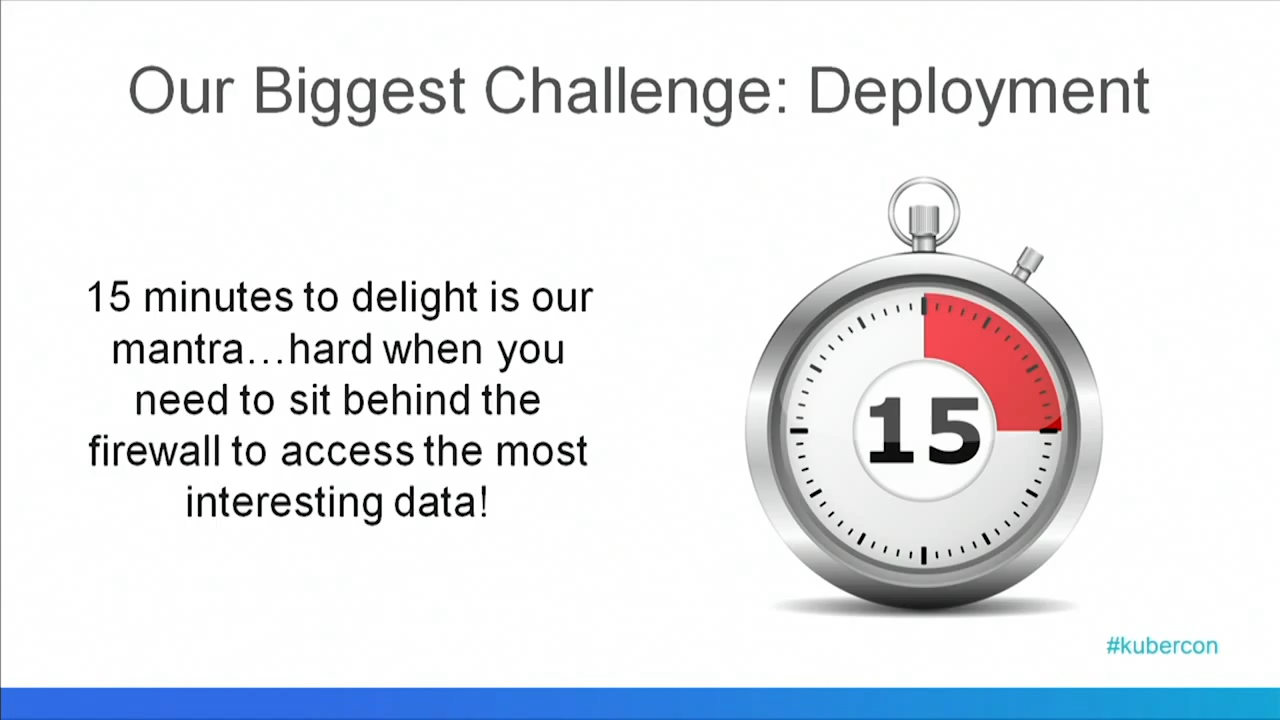 Our Biggest Challenge: Deployment
15 minutes to delight is our
mantra…hard when you
need to sit behind the
firewall to access the most
interesting data!
15
#kubercon